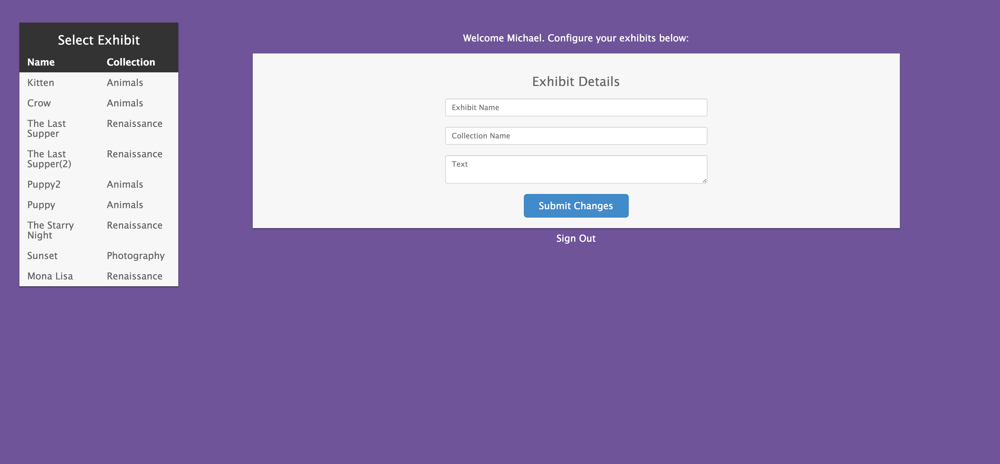 Select Exhibit
Name Collection
Kitten Animals
Crow Animals
The Last Renaissance
Supper
The Last Renaissance
Supper(2)
Puppy2 Animals
Puppy Animals
The Starry Renaissance
Night
Sunset Photography
Mona Lisa Renaissance
Welcome Michael. Configure your exhibits below:
Exhibit Details
Exhibit Name
Collection Name
Text
Submit Changes
Sign Out